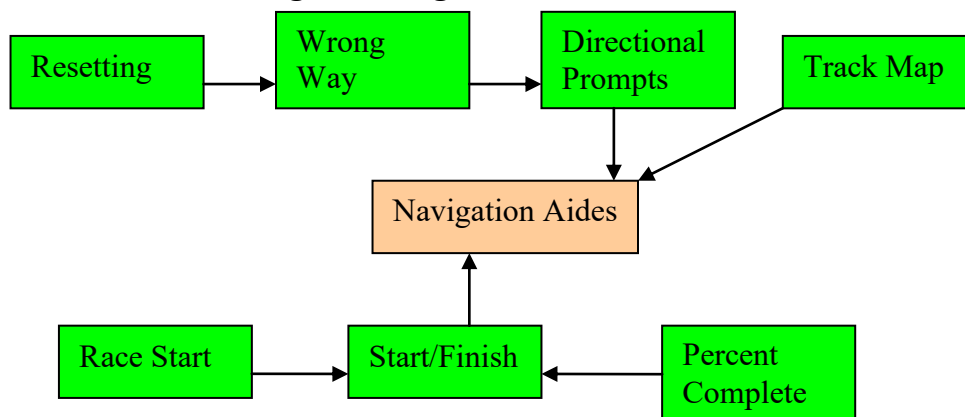 Resetting
Wrong
Way
Directional
Prompts
Track Map
Navigation Aides
Race Start
Start/Finish
Percent
Complete